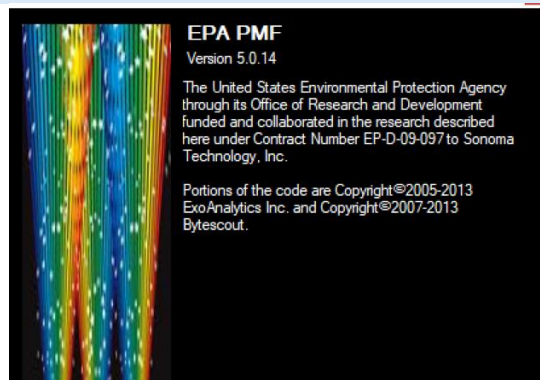 EPA PMF
Version 5.0.14
The United States Environmental Protection Agency
through its Office of Research and Development
funded and collaborated in the research described
here under Contract Number EP-D-09-097 to Sonoma
Technology, Inc.
Portions of the code are Copyright©2005-2013
ExoAnalytics Inc. and Copyright©2007-2013
Bytescout.